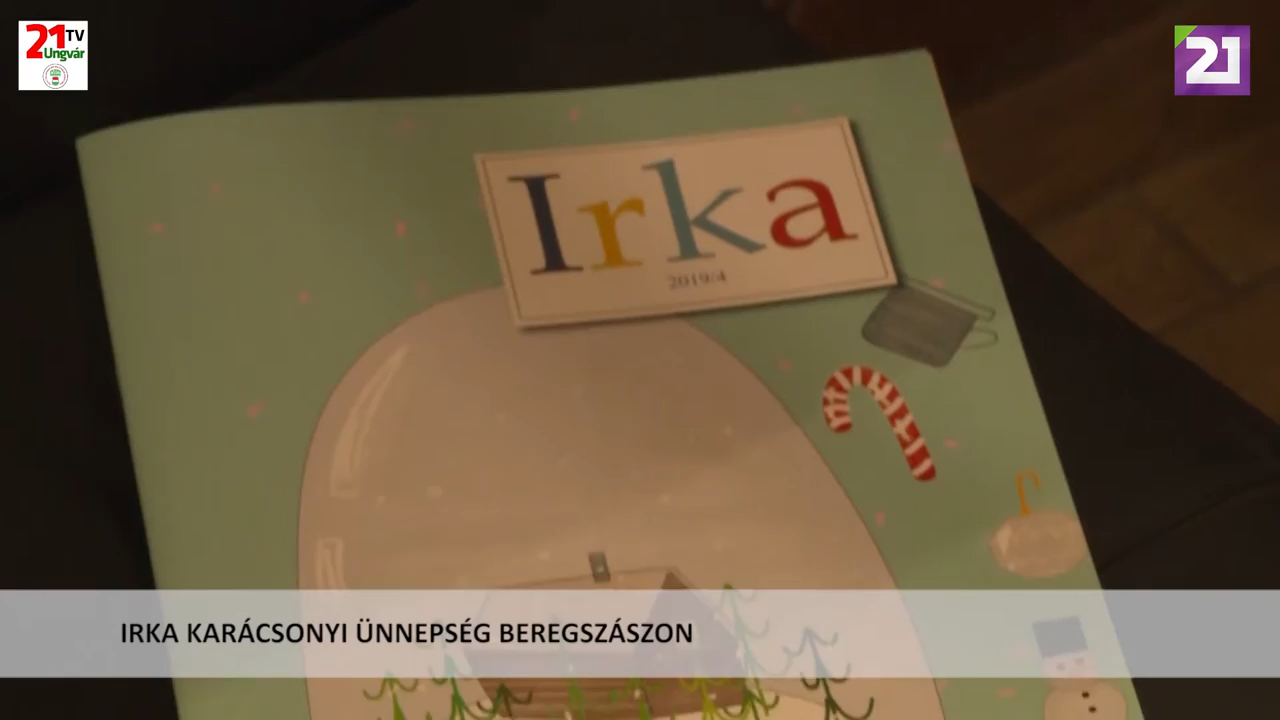 21 TV
Ungvár
21
Irka
2019/4
IRKA KARÁCSONYI ÜNNEPSÉG BEREGSZÁSZON